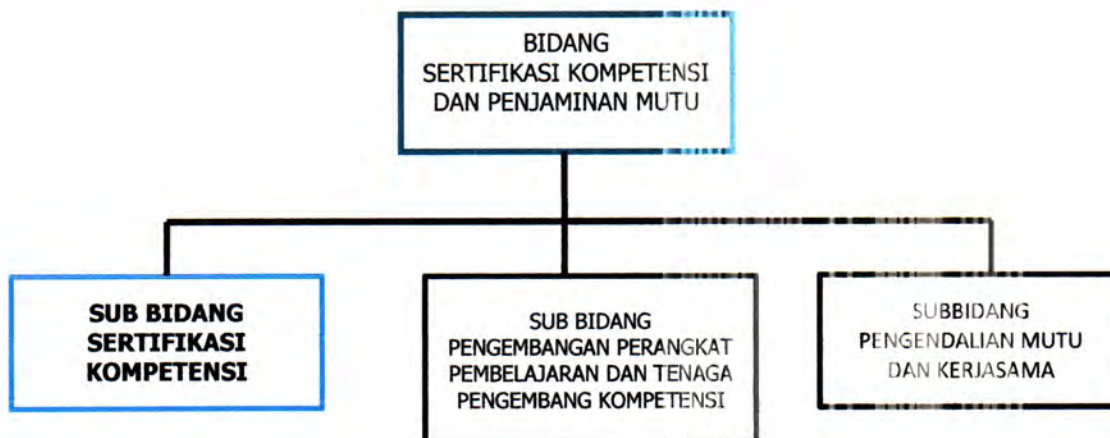 BIDANG
SERTIFIKASI KOMPETENSI
DAN PENJAMINAN MUTU
SUB BIDANG
SERTIFIKASI
KOMPETENSI
SUB BIDANG
PENGEMBANGAN PERANGKAT
PEMBELAJARAN DAN TENAGA
PENGEMBANG KOMPETENSI
SUBBIDANG
PENGENDALIAN MUTU
DAN KERJASAMA